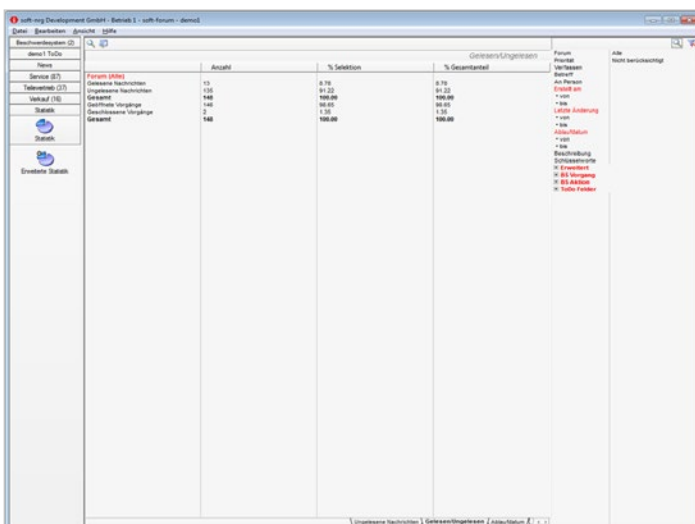 soft-nrg Development GmbH - Betrieb 1 - soft-forum - demo1
Datei Bearbeiten Ansicht Hilfe
Beschwerdesystem (2)
demo1 ToDo
News
Service (87)
Televertrieb (37)
Verkauf (16)
Statistik
Statistik
Erweiterte Statistik
Gelesen/Ungelesen
Anzahl % Selektion % Gesamtanteil
Forum (Alle)
Gelesene Nachrichten 13 8.78 8.78
Ungelesene Nachrichten 135 91.22 91.22
Gesamt 148 100.00 100.00
Geöffnete Vorgänge 146 98.65 98.65
Geschlossene Vorgänge 2 1.35 1.35
Gesamt 148 100.00 100.00
Forum Alle
Priorität Nicht berücksichtigt
Verfasser
Betreff
An Person
Erstellt am
von
bis
Letzte Änderung
von
bis
Ablaufdatum
von
bis
Beschreibung
Schlüsselworte
Erweitert
BS Vorgang
BS Aktion
ToDo Felder
Ungelesene Nachrichten Gelesen/Ungelesen Ablaufdatum